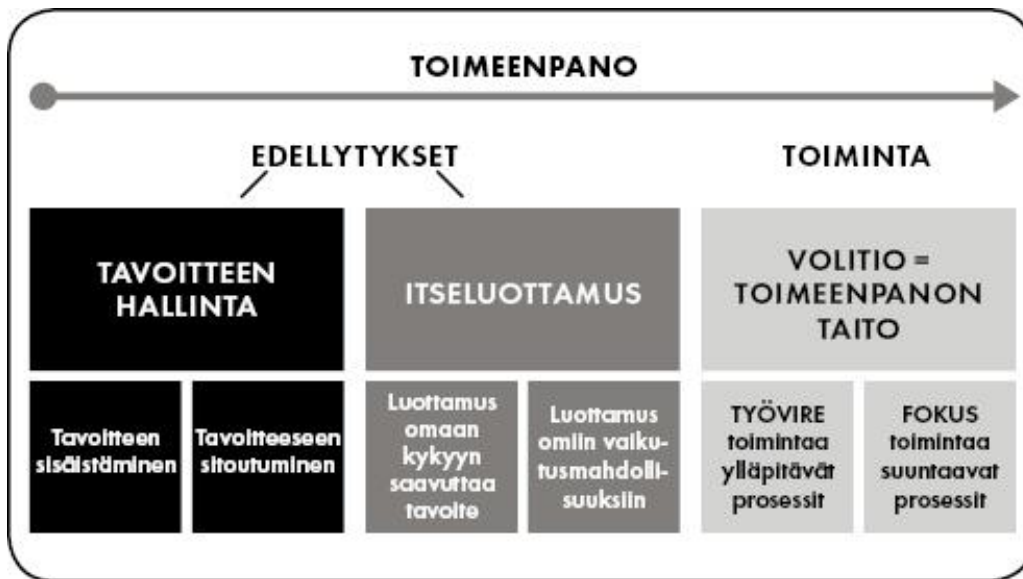 TOIMEENPANO
EDELLYTYKSET
TOIMINTA
TAVOITTEEN
HALLINTA
ITSELUOTTAMUS
VOLITIO =
TOIMEENPANON
TAITO
Tavoitteen
sisäistäminen
Tavoitteeseen
sitoutuminen
Luottamus
omaan
kykyyn
saavuttaa
tavoite
Luottamus
omiin vaiku-
tusmahdolli-
suuksiin
TYÖVIRE
toimintaa
ylläpitävät
prosessit
FOKUS
toimintaa
suuntaavat
prosessit